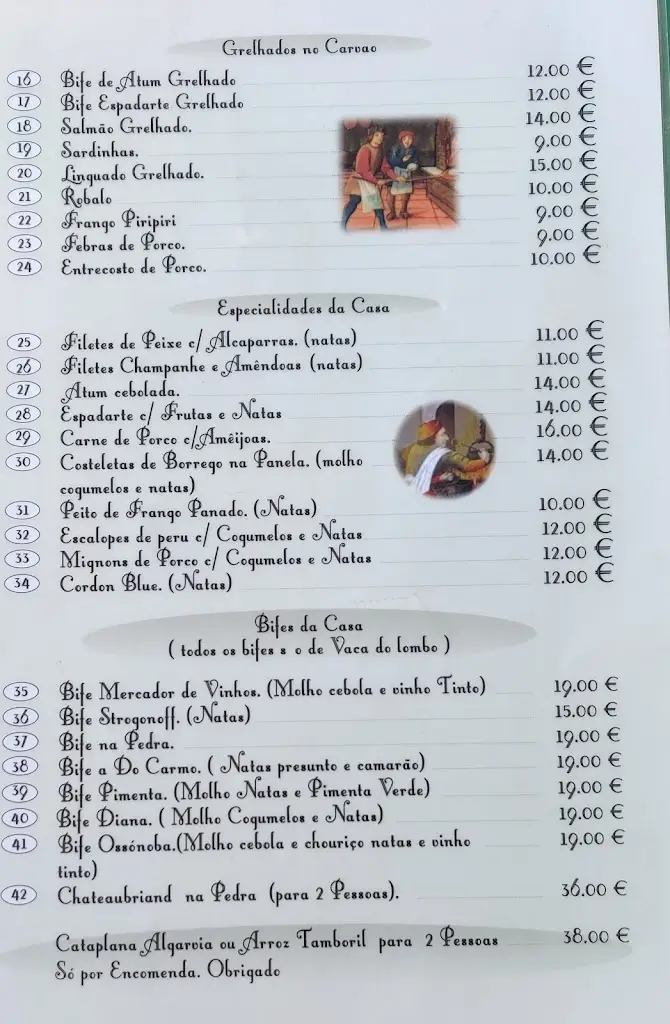 Grelhados no Carvao
16 Bife de Atum Grelhado 12.00 €
17 Bife Espadarte Grelhado 12.00 €
18 Salmão Grelhado. 14.00 €
19 Sardinhas. 9.00 €
20 Linguado Grelhado. 15.00 €
21 Robalo 10.00 €
22 Frango Piripiri 9.00 €
23 Febras de Porco. 9.00 €
24 Entrecosto de Porco. 10.00 €
Especialidades da Casa
25 Filetes de Peixe c/ Alcaparras. (natas) 11.00 €
26 Filetes Champanhe e Amêndoas (natas) 11.00 €
27 Atum cebolada. 14.00 €
28 Espadarte c/ Frutas e Natas 14.00 €
29 Carne de Porco c/Amêijoas. 16.00 €
30 Costeletas de Borrego na Panela. (molho 14.00 €
cogumelos e natas)
31 Peito de Frango Panado. (Natas) 10.00 €
32 Escalopes de peru c/ Cogumelos e Natas 12.00 €
33 Mignons de Porco c/ Cogumelos e Natas 12.00 €
34 Cordon Blue. (Natas) 12.00 €
Bifes da Casa
( todos os bifes s o de Vaca do lombo )
35 Bife Mercador de Vinhos. (Molho cebola e vinho Tinto) 19.00 €
36 Bife Strogonoff. (Natas) 15.00 €
37 Bife na Pedra. 19.00 €
38 Bife a Do Carmo. ( Natas presunto e camarão) 19.00 €
39 Bife Pimenta. (Molho Natas e Pimenta Verde) 19.00 €
40 Bife Diana. ( Molho Cogumelos e Natas) 19.00 €
41 Bife Ossónoba.(Molho cebola e chouriço natas e vinho 19.00 €
tinto)
42 Chateaubriand na Pedra (para 2 Pessoas). 36.00 €
Cataplana Algarvia ou Arroz Tamboril para 2 Pessoas 38.00 €
Só por Encomenda. Obrigado